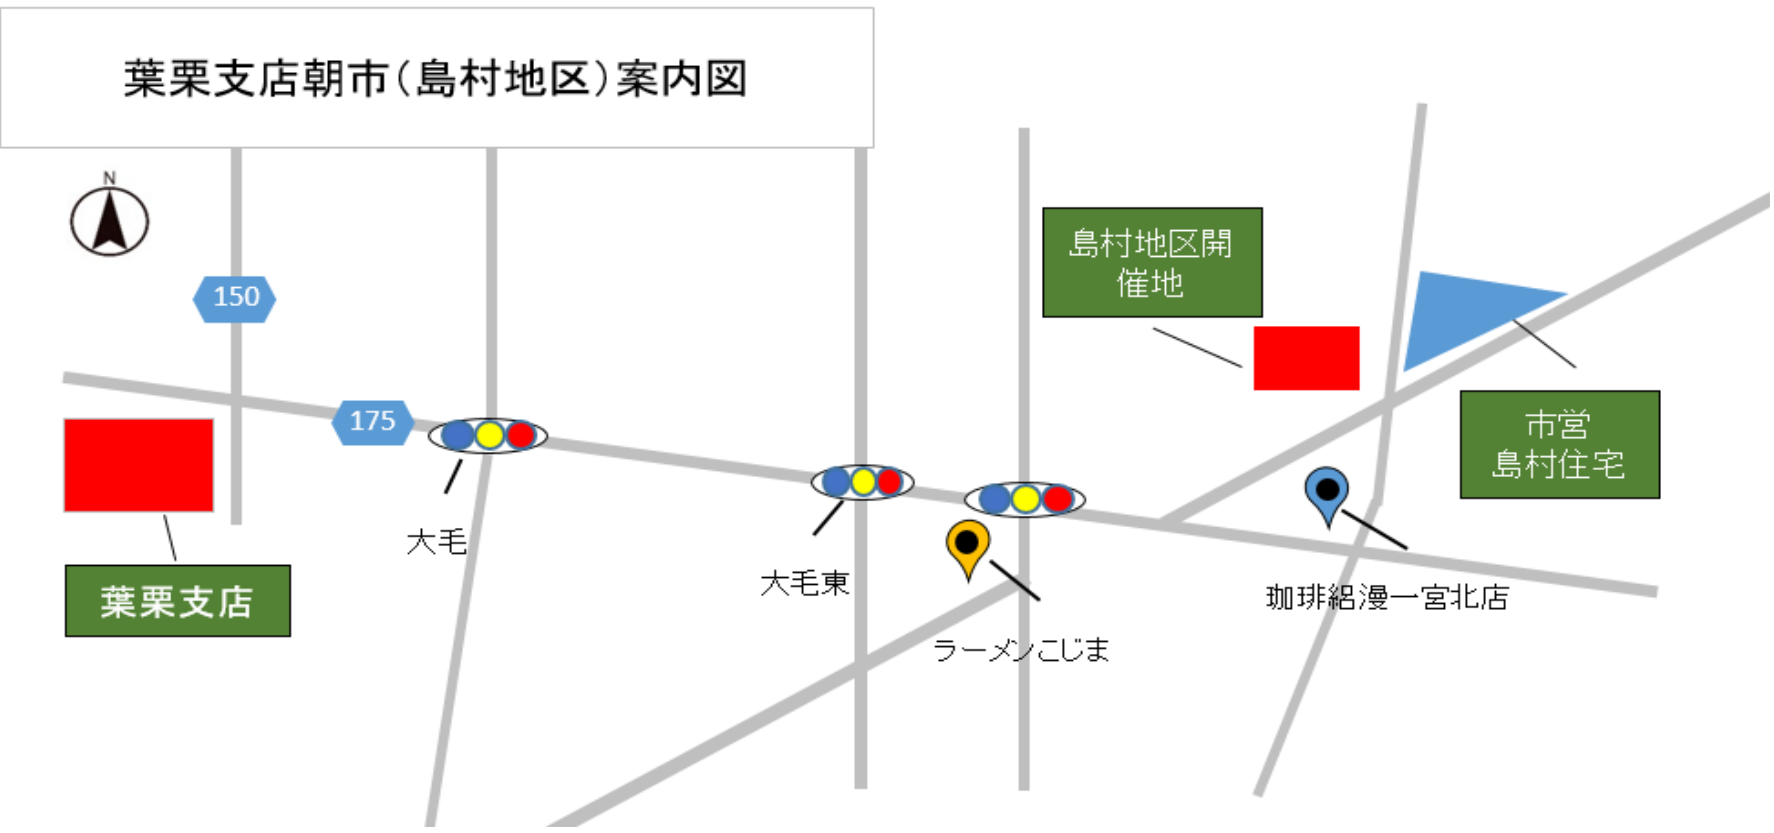 葉栗支店朝市(島村地区)案内図
N
150
島村地区開
催地
175
市営
島村住宅
大毛
大毛東
葉栗支店
珈琲絽漫一宮北店
ラーメンこじま